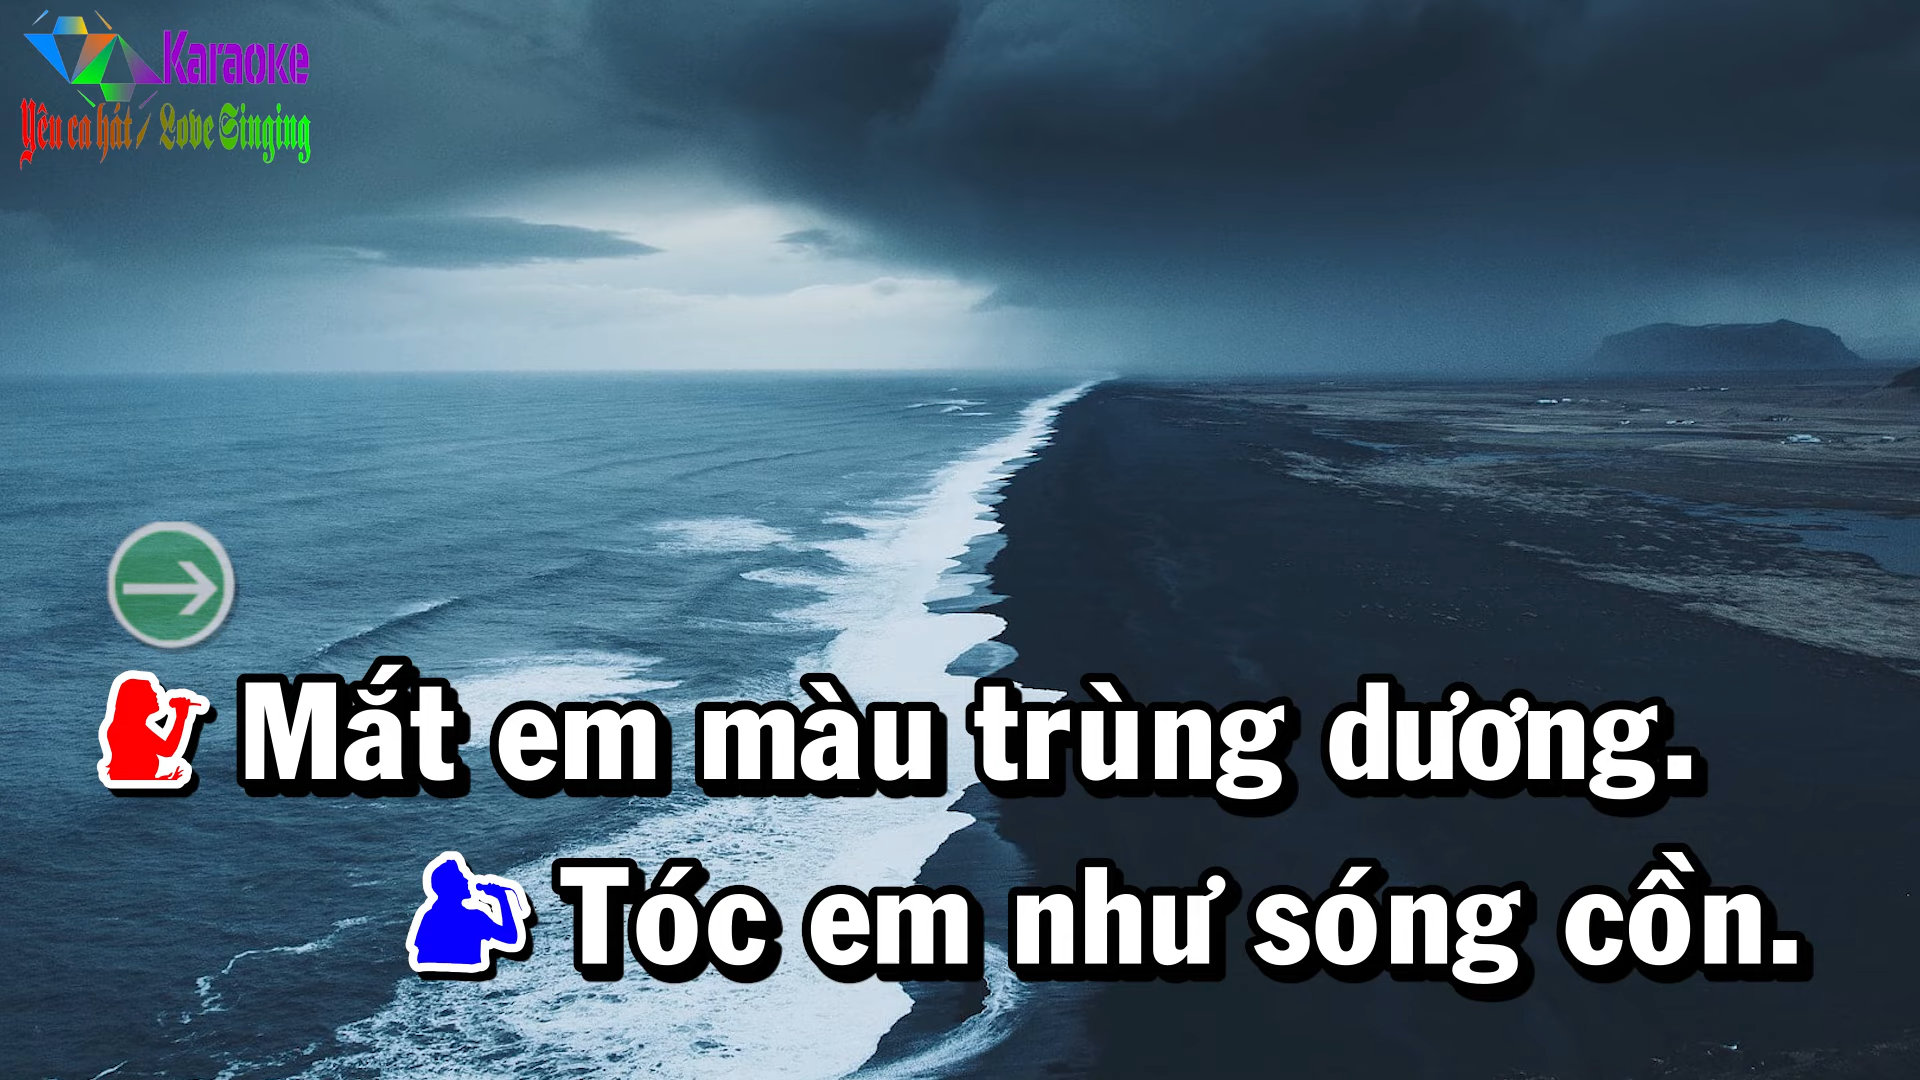 Karaoke
Yêu ca hát / Love Singing
Mắt em màu trùng dương.
Tóc em như sóng cồn.